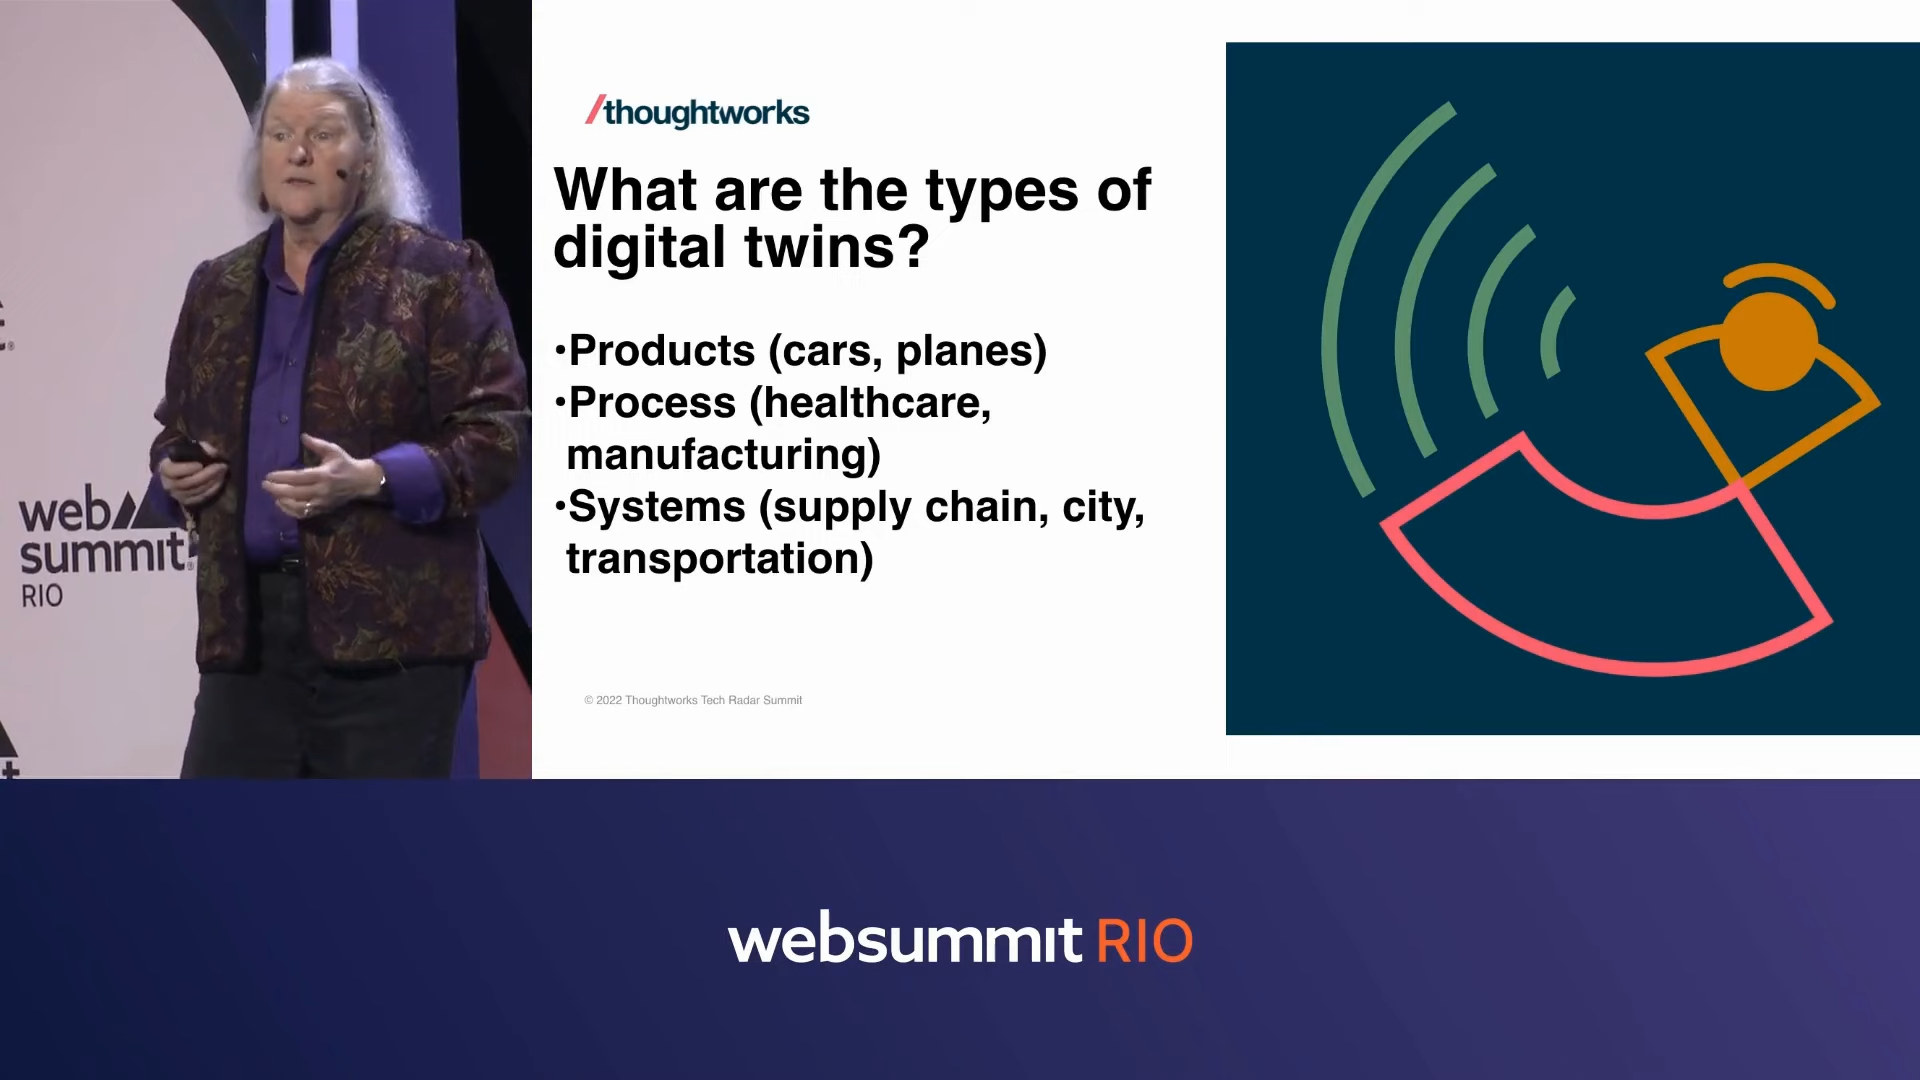 /thoughtworks
What are the types of
digital twins?
•Products (cars, planes)
•Process (healthcare,
manufacturing)
•Systems (supply chain, city,
transportation)
© 2022 Thoughtworks Tech Radar Summit
web
summit
RIO
websummit RIO